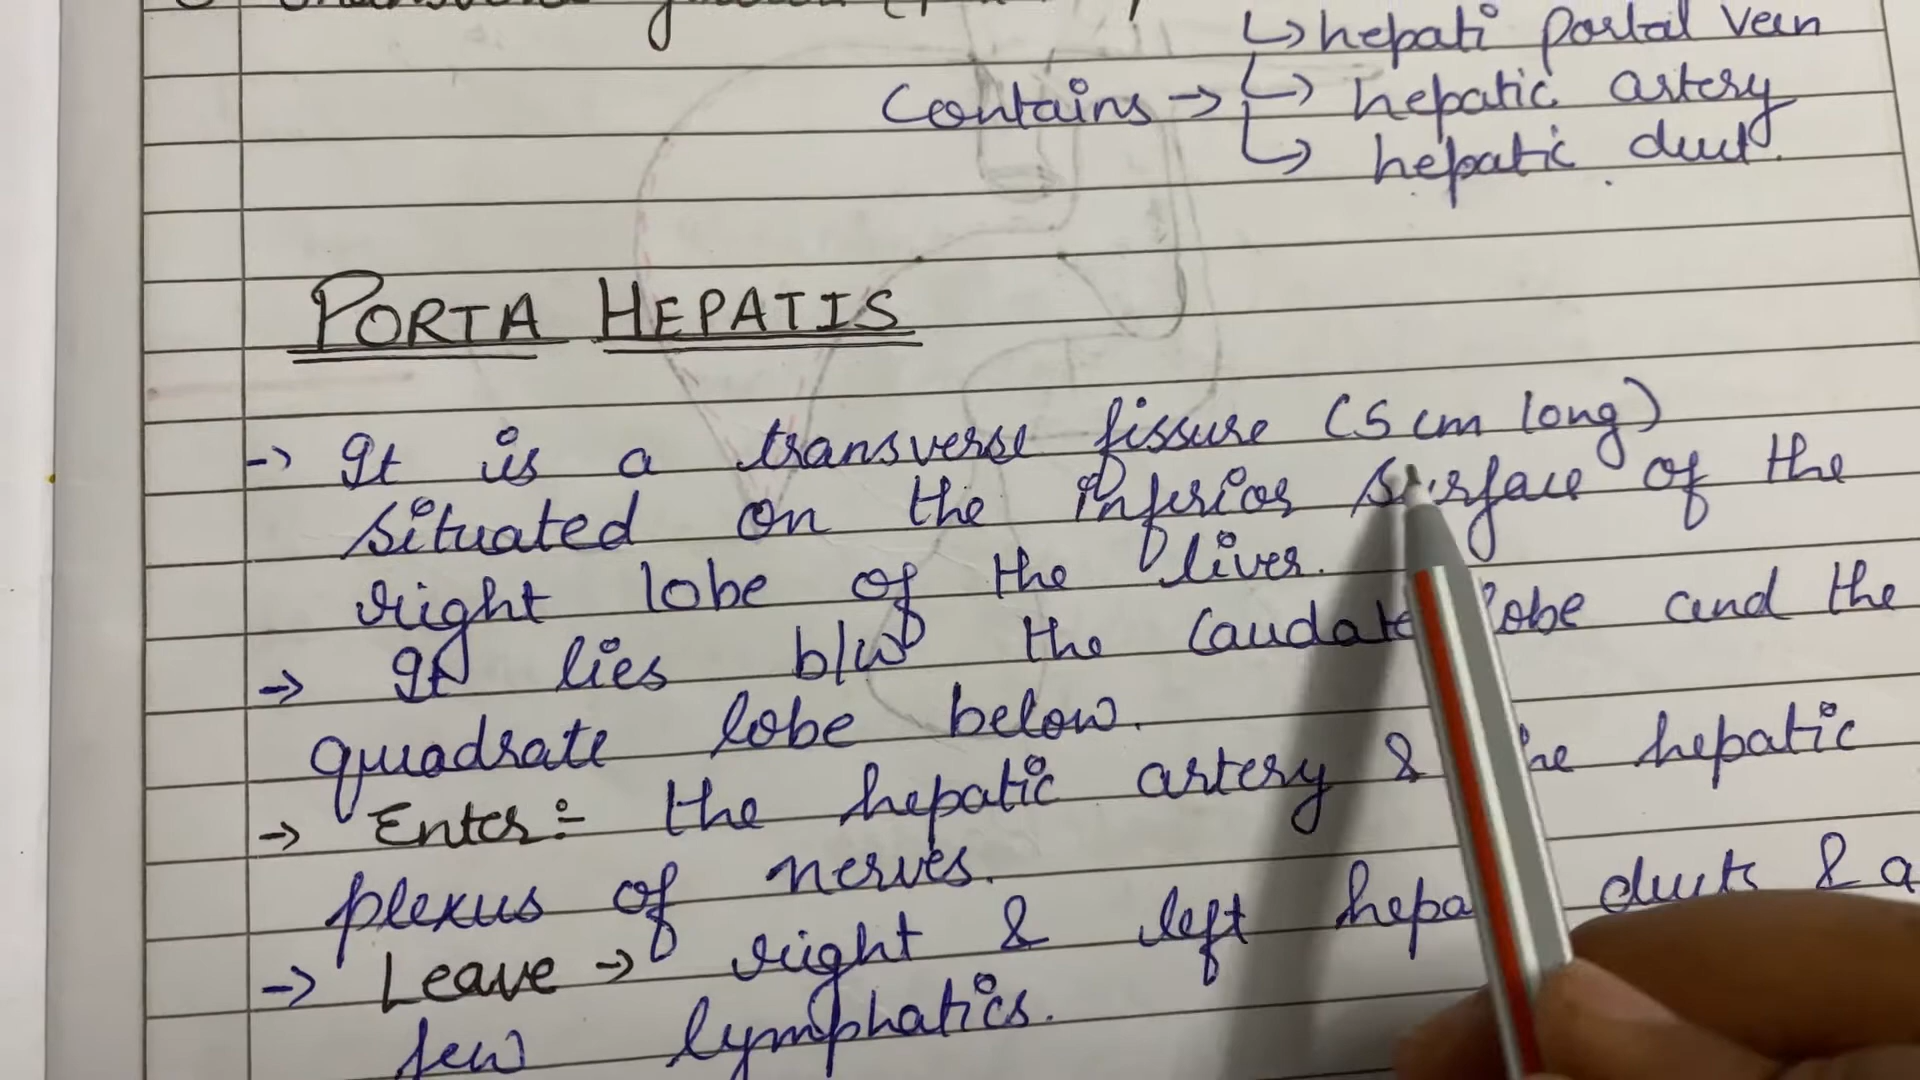 hepati portal vein
Contains → hepatic artery
hepatic duct.
PORTA HEPATIS
→ It is a transverse fissure (5 cm long)
situated on the inferior surface of the
right lobe of the liver.
→ It lies b/w the caudate lobe and the
quadrate lobe below.
→ Enter:- the hepatic artery & the hepatic
plexus of nerves.
→ Leave → right & left hepa ducts & a
few lymphatics.